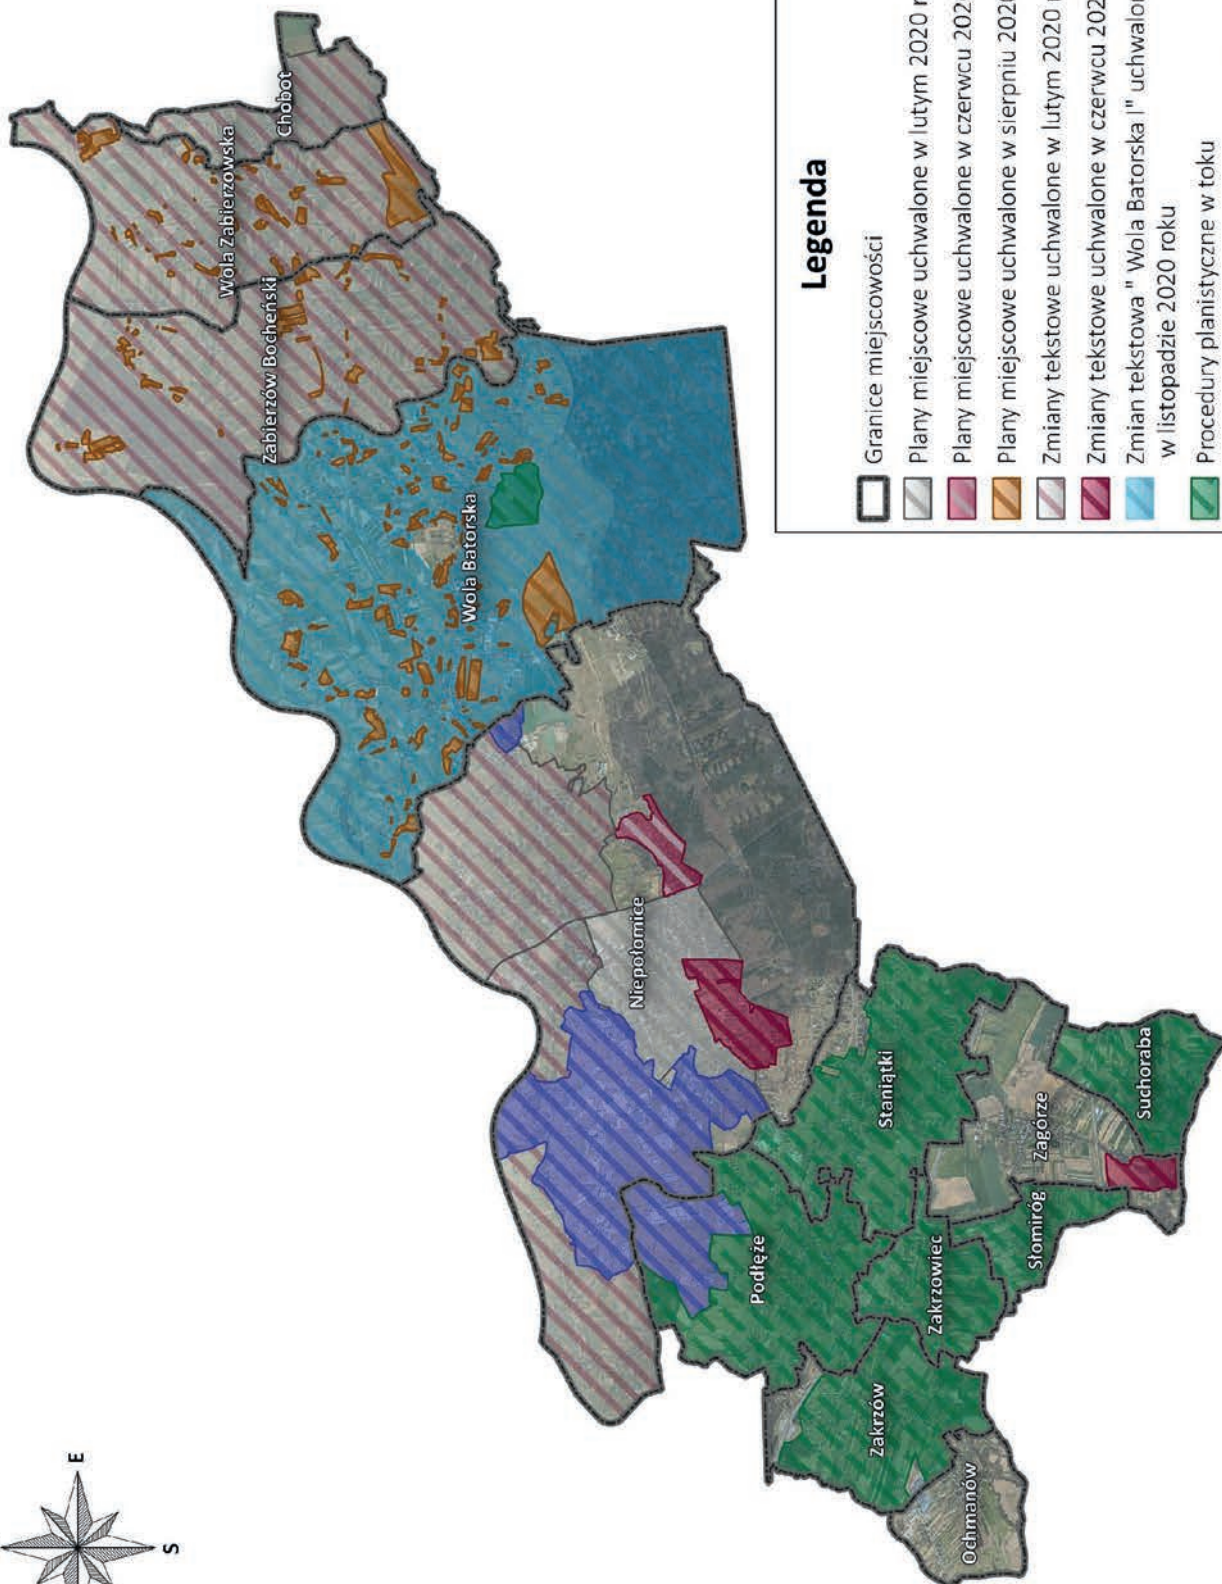 E
S
Chobot
Wola Zabierzowska
Zabierzów Bocheński
Wola Batorska
Niepołomice
Staniątki
Suchoraba
Zagórze
Słomiróg
Podłęże
Zakrzowiec
Zakrzów
Ochmanów
Legenda
Granice miejscowości
Plany miejscowe uchwalone w lutym 2020 r
Plany miejscowe uchwalone w czerwcu 202
Plany miejscowe uchwalone w sierpniu 202
Zmiany tekstowe uchwalone w lutym 2020
Zmiany tekstowe uchwalone w czerwcu 202
Zmian tekstowa " Wola Batorska I" uchwalo
w listopadzie 2020 roku
Procedury planistyczne w toku